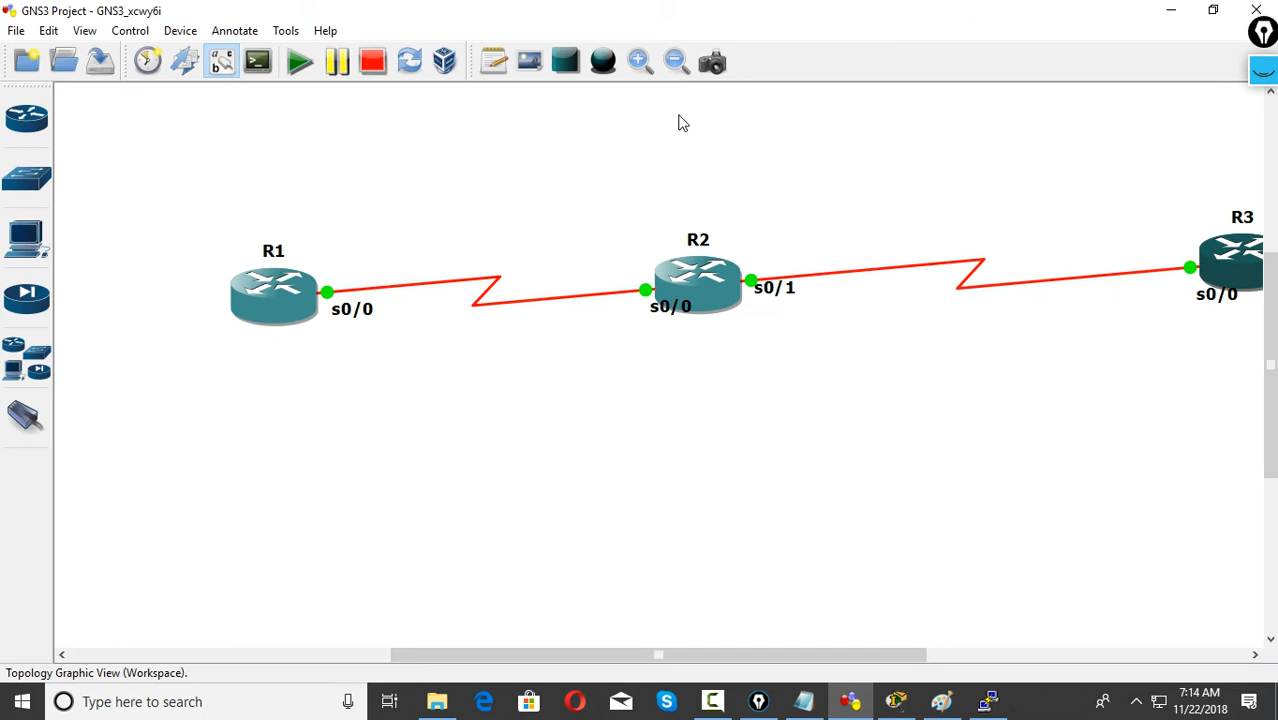 GNS3 Project - GNS3_xcwy6i
File Edit View Control Device Annotate Tools Help
R1
R2
R3
s0/0
s0/0
s0/1
s0/0
Topology Graphic View (Workspace).
Type here to search
7:14 AM
11/22/2018